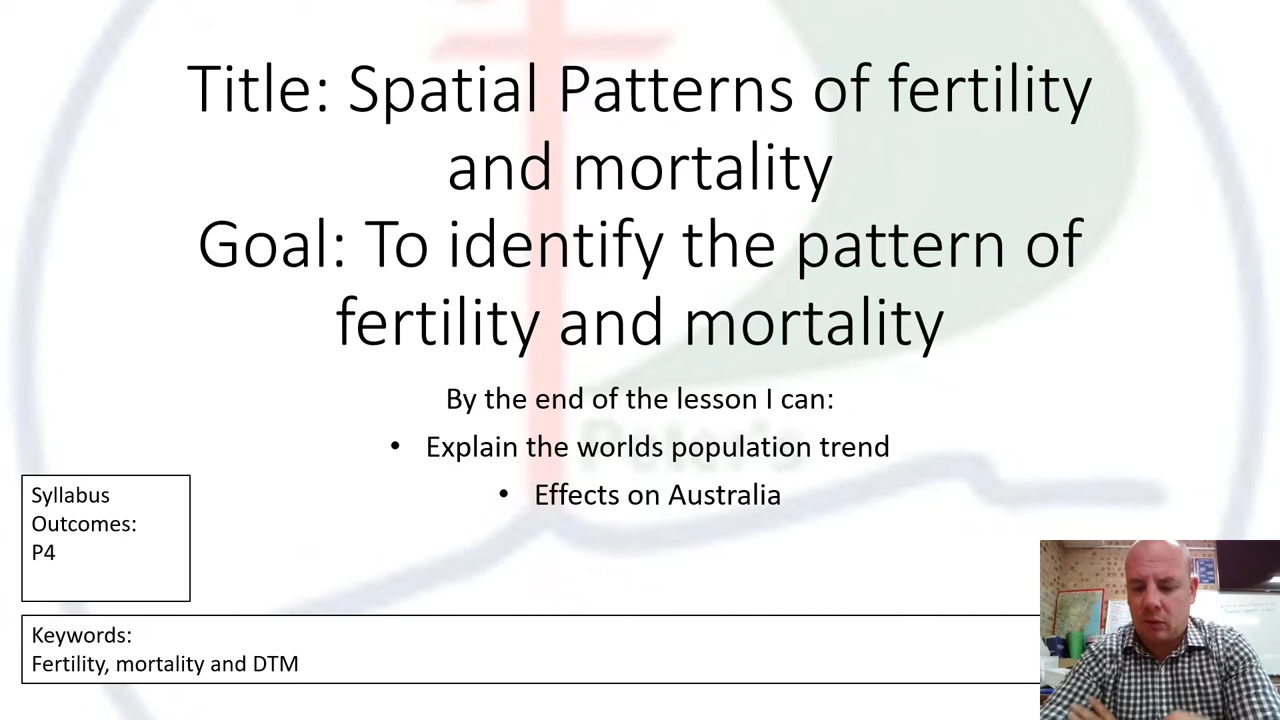 Title: Spatial Patterns of fertility
and mortality
Goal: To identify the pattern of
fertility and mortality
By the end of the lesson I can:
• Explain the worlds population trend
• Effects on Australia
Syllabus
Outcomes:
P4
Keywords:
Fertility, mortality and DTM